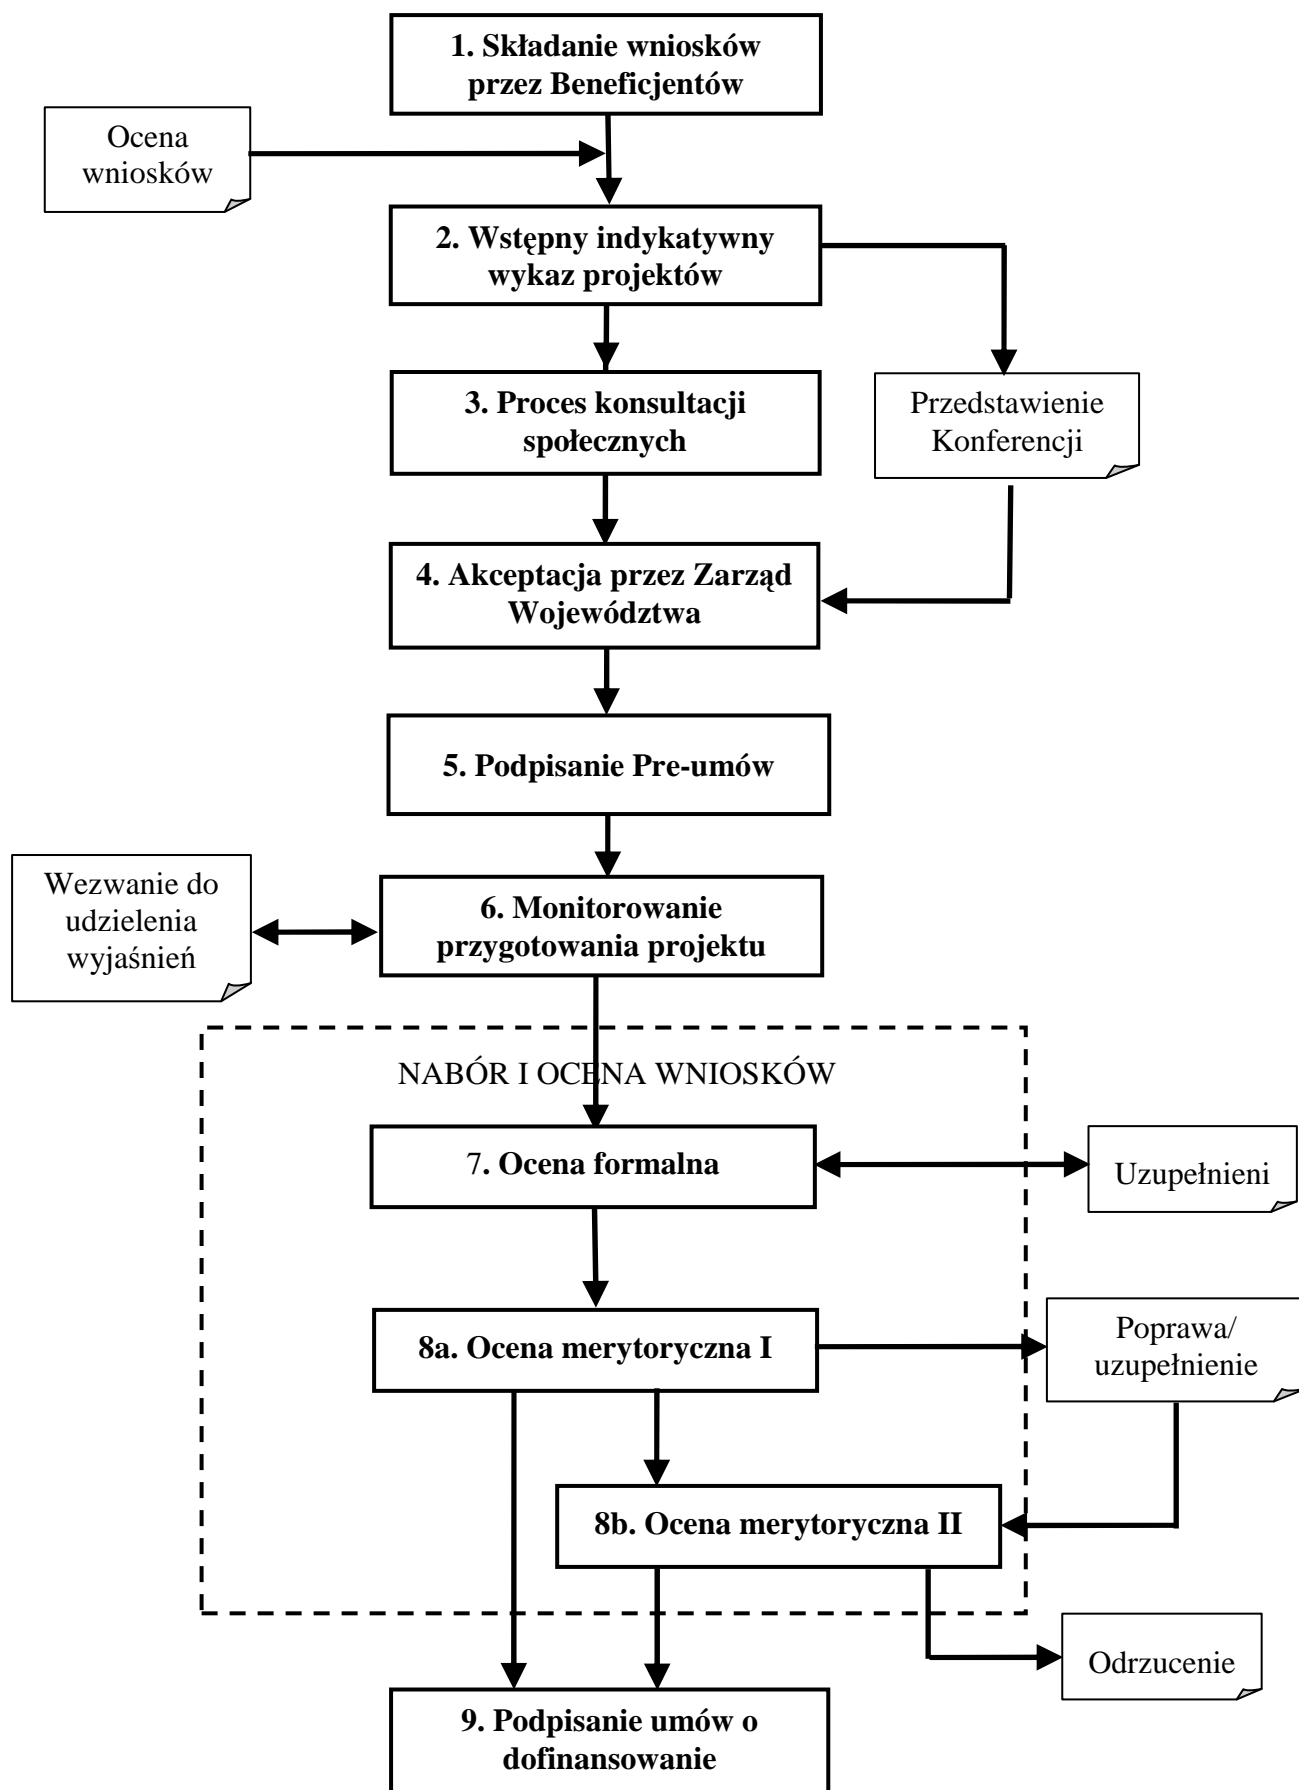 1. Składanie wniosków
przez Beneficjentów
Ocena
wniosków
2. Wstępny indykatywny
wykaz projektów
3. Proces konsultacji
społecznych
Przedstawienie
Konferencji
4. Akceptacja przez Zarząd
Województwa
5. Podpisanie Pre-umów
Wezwanie do
udzielenia
wyjaśnień
6. Monitorowanie
przygotowania projektu
NABÓR I OCENA WNIOSKÓW
7. Ocena formalna
Uzupełnieni
8a. Ocena merytoryczna I
Poprawa/
uzupełnienie
8b. Ocena merytoryczna II
Odrzucenie
9. Podpisanie umów o
dofinansowanie